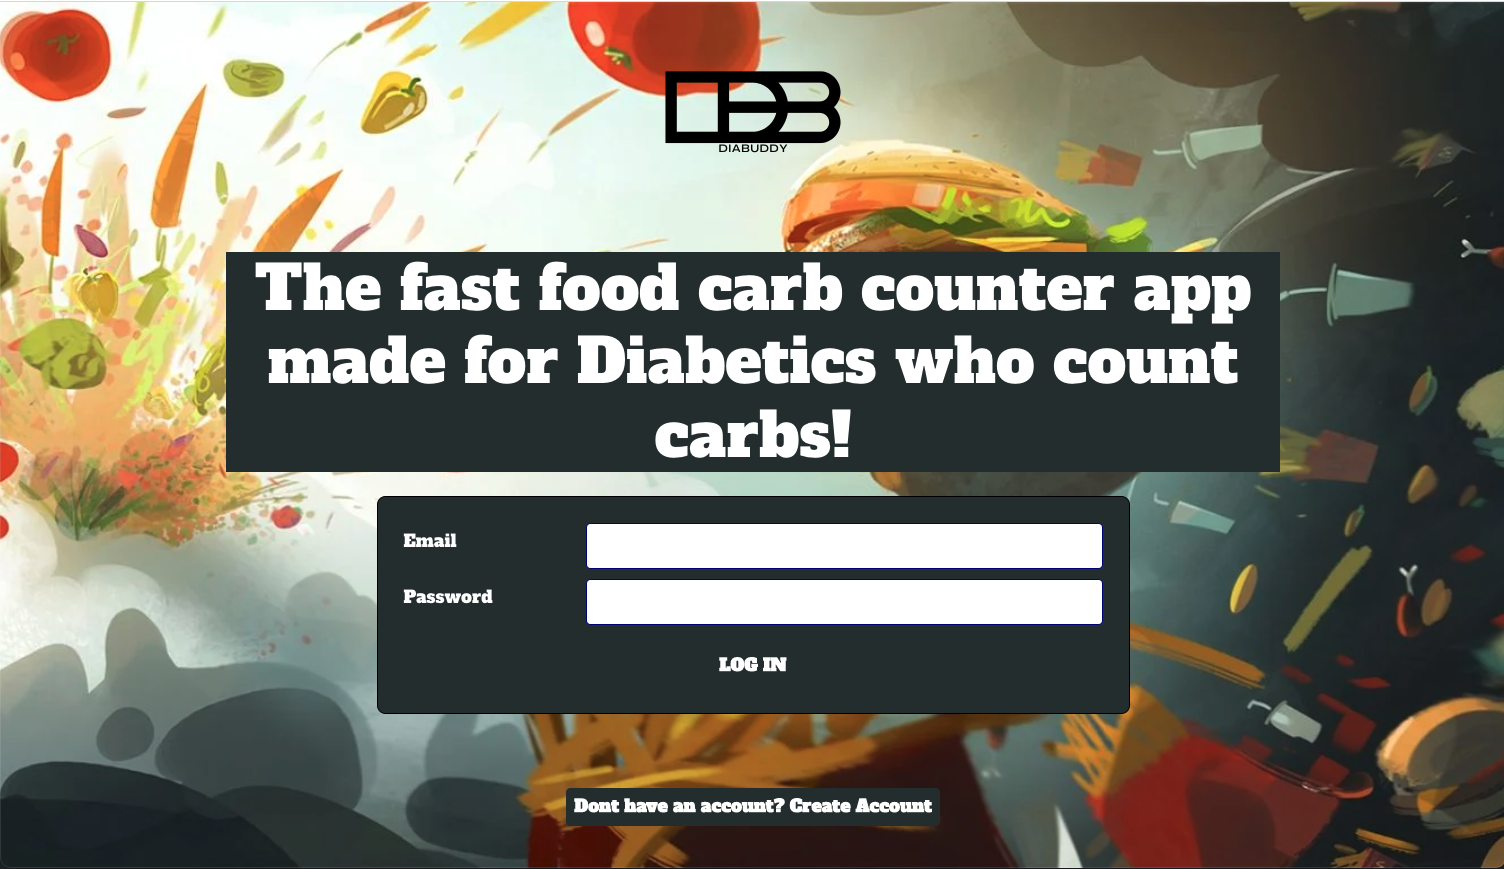 DB
DIABUDDY
The fast food carb counter app
made for Diabetics who count
carbs!
Email
Password
LOG IN
Dont have an account? Create Account